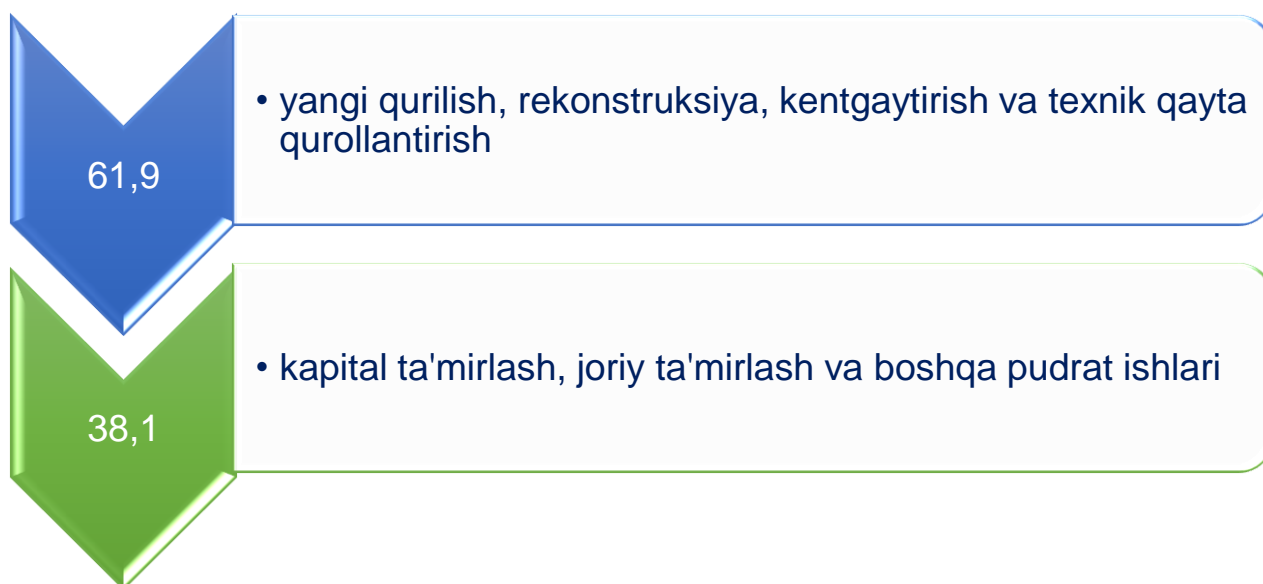 61,9
• yangi qurilish, rekonstruksiya, kentgaytirish va texnik qayta
qurollantirish
38,1
• kapital ta'mirlash, joriy ta'mirlash va boshqa pudrat ishlari